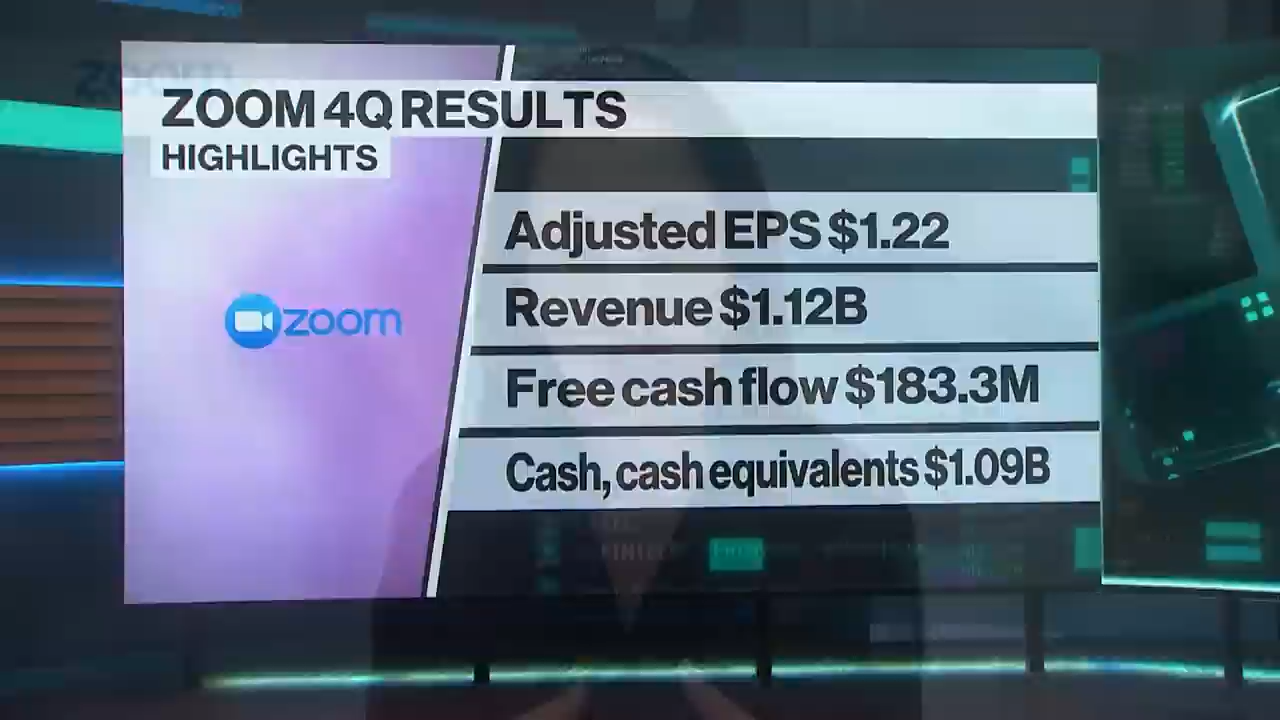 ZOOM 4Q RESULTS
HIGHLIGHTS
zoom
Adjusted EPS $1.22
Revenue $1.12B
Free cash flow $183.3M
Cash, cash equivalents $1.09B